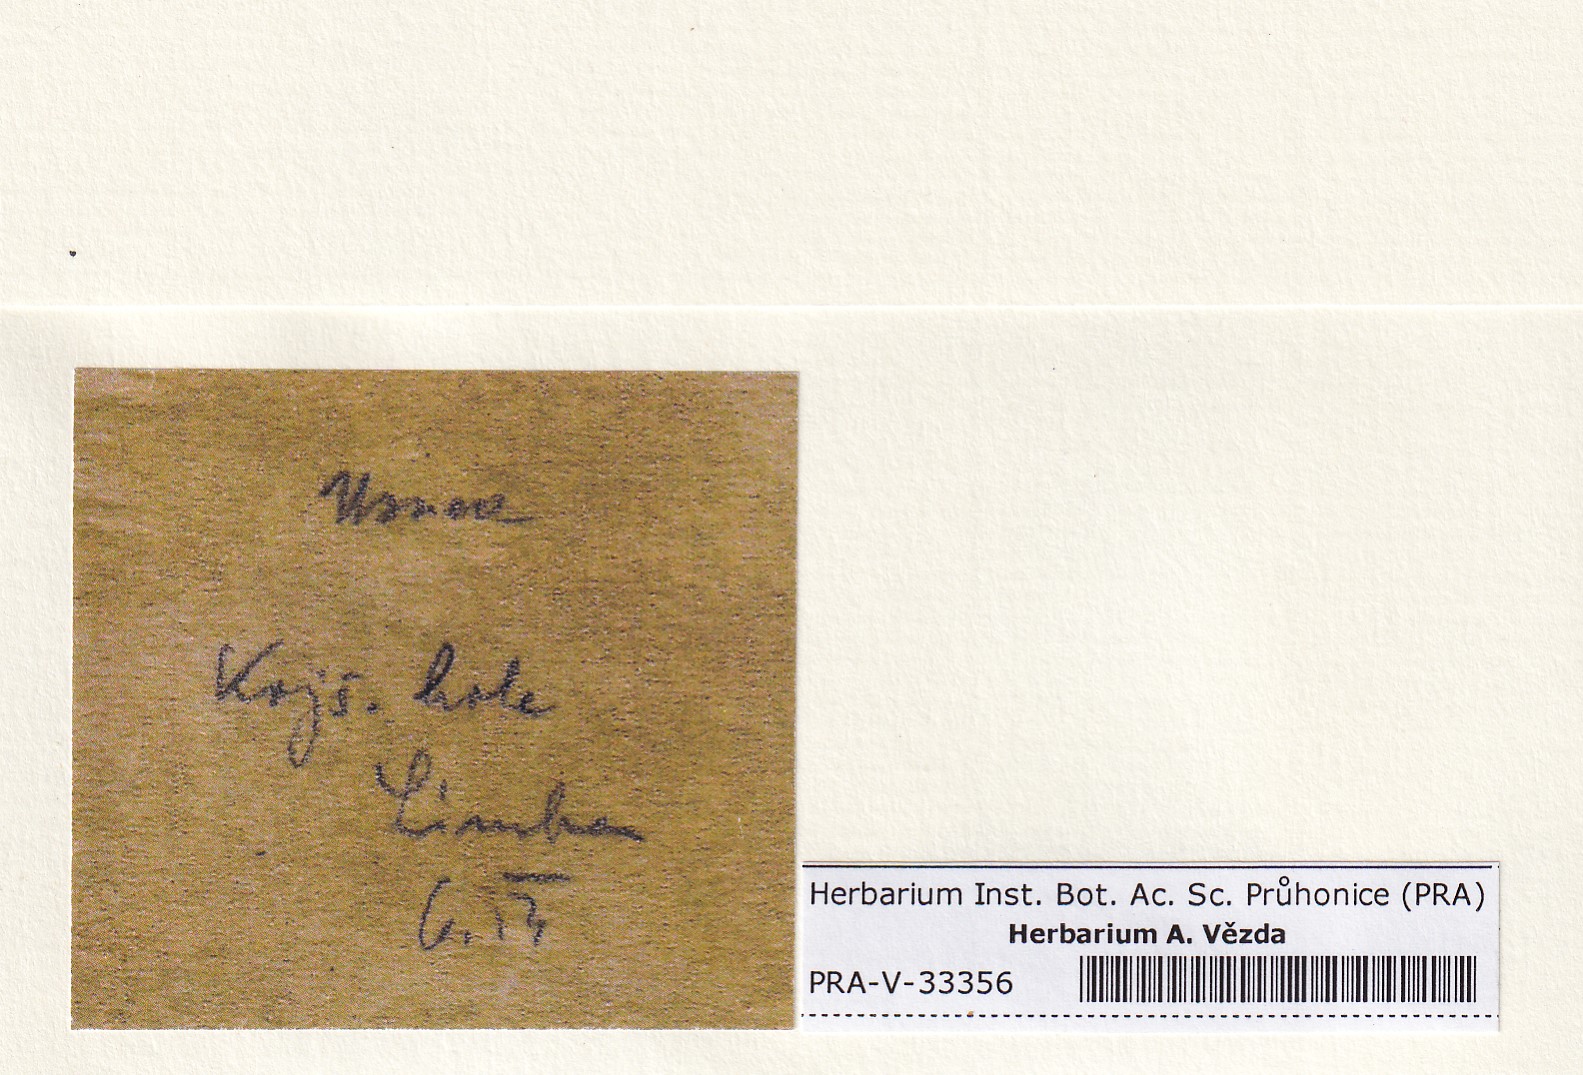 Usnea
Kojš. hole
Limba
Herbarium Inst. Bot. Ac. Sc. Průhonice (PRA)
Herbarium A. Vězda
PRA-V-33356